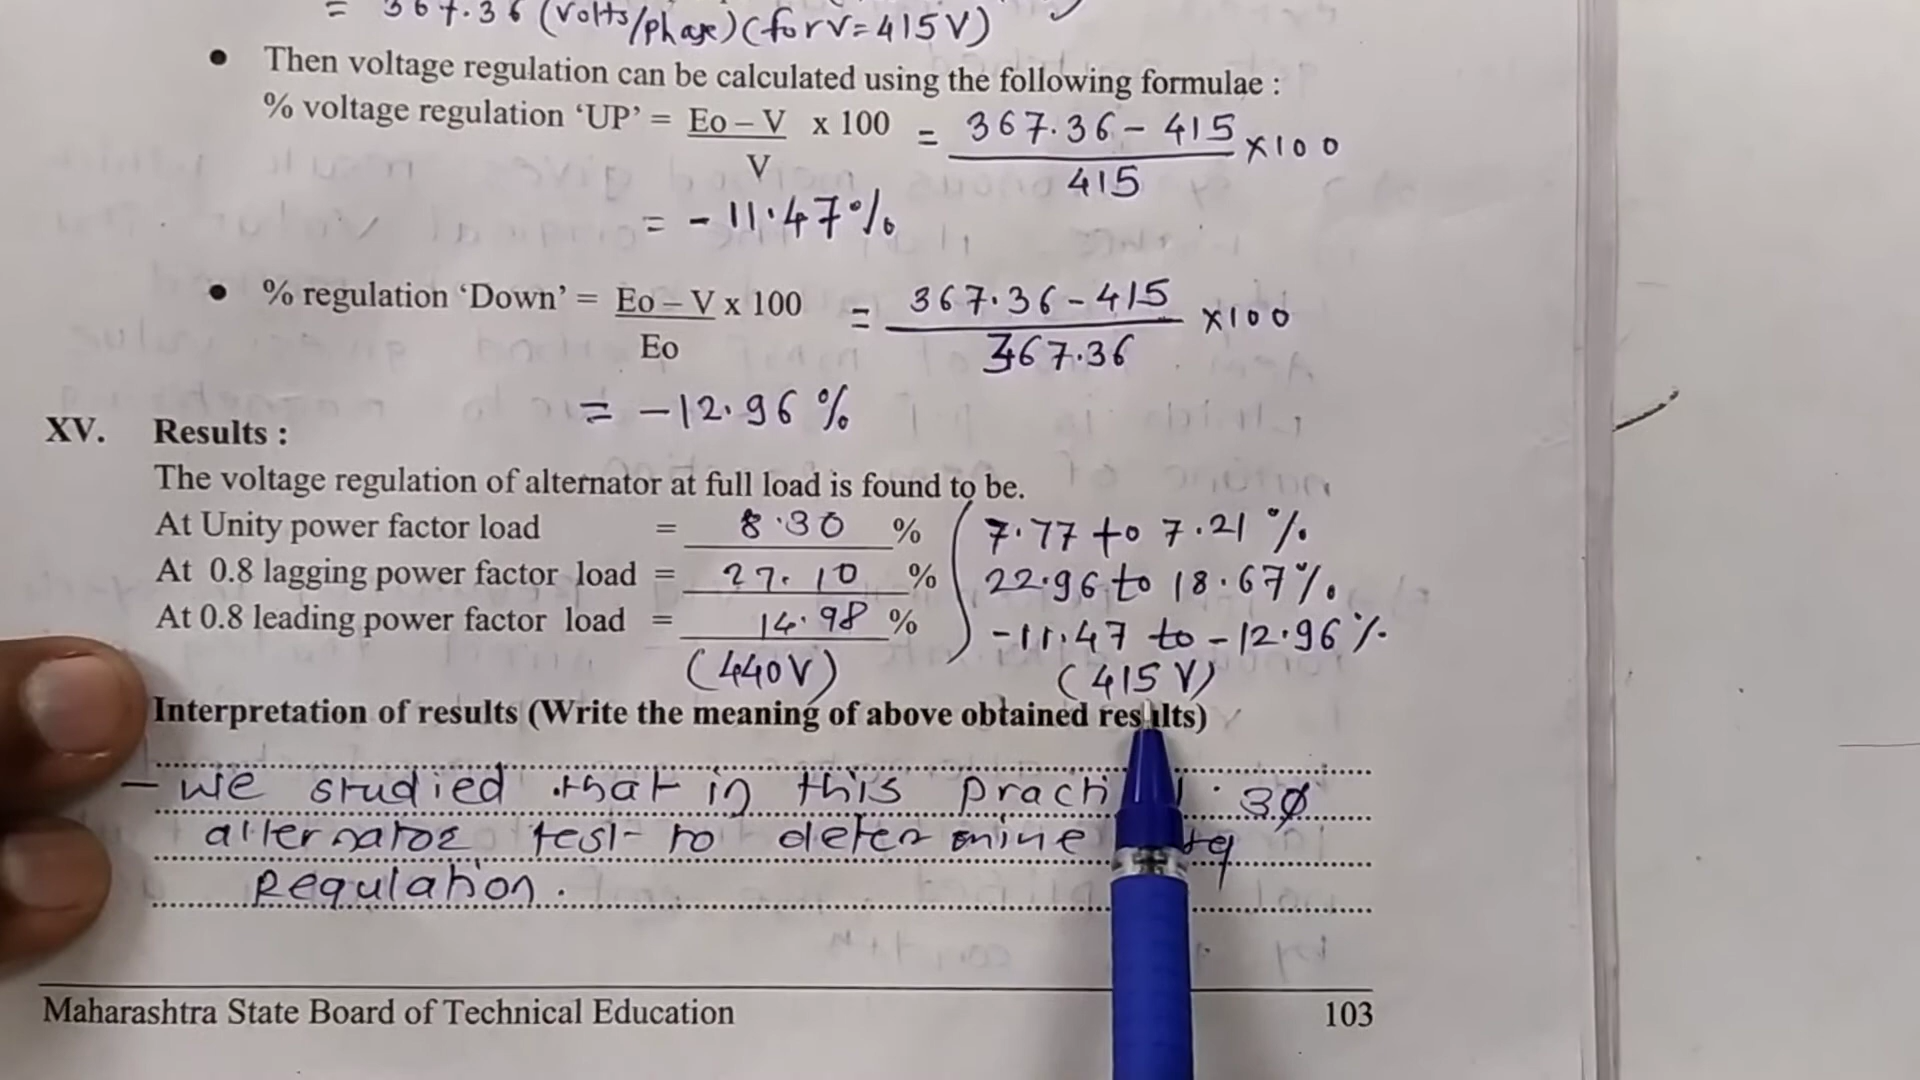 = 367.36 (volts/phase) (for V=415V)
• Then voltage regulation can be calculated using the following formulae :
% voltage regulation ‘UP’ = Eo – V x 100 = 367.36 - 415 x100
V 415
= - 11.47%
• % regulation ‘Down’ = Eo – V x 100 = 367.36 - 415 x100
Eo 367.36
= -12.96 %
XV. Results :
The voltage regulation of alternator at full load is found to be.
At Unity power factor load = 8.30 % 7.77 to 7.21 %
At 0.8 lagging power factor load = 27.10 % 22.96 to 18.67%
At 0.8 leading power factor load = 14.98 % -11.47 to -12.96 %
(440V) (415 V)
Interpretation of results (Write the meaning of above obtained results)
- we studied that in this 3ϕ
alternator test to determine
Regulation.
Maharashtra State Board of Technical Education 103